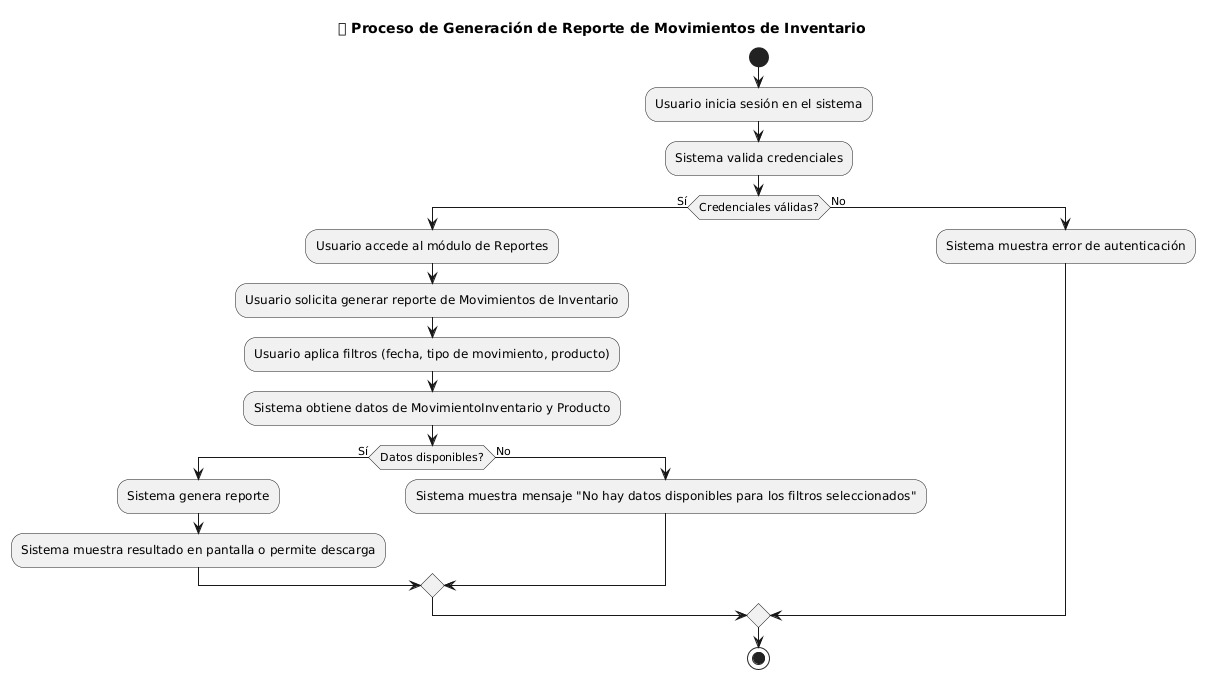 Proceso de Generación de Reporte de Movimientos de Inventario
Usuario inicia sesión en el sistema
Sistema valida credenciales
Sí
Credenciales válidas?
No
Usuario accede al módulo de Reportes
Sistema muestra error de autenticación
Usuario solicita generar reporte de Movimientos de Inventario
Usuario aplica filtros (fecha, tipo de movimiento, producto)
Sistema obtiene datos de MovimientoInventario y Producto
Sí
Datos disponibles?
No
Sistema genera reporte
Sistema muestra mensaje "No hay datos disponibles para los filtros seleccionados"
Sistema muestra resultado en pantalla o permite descarga